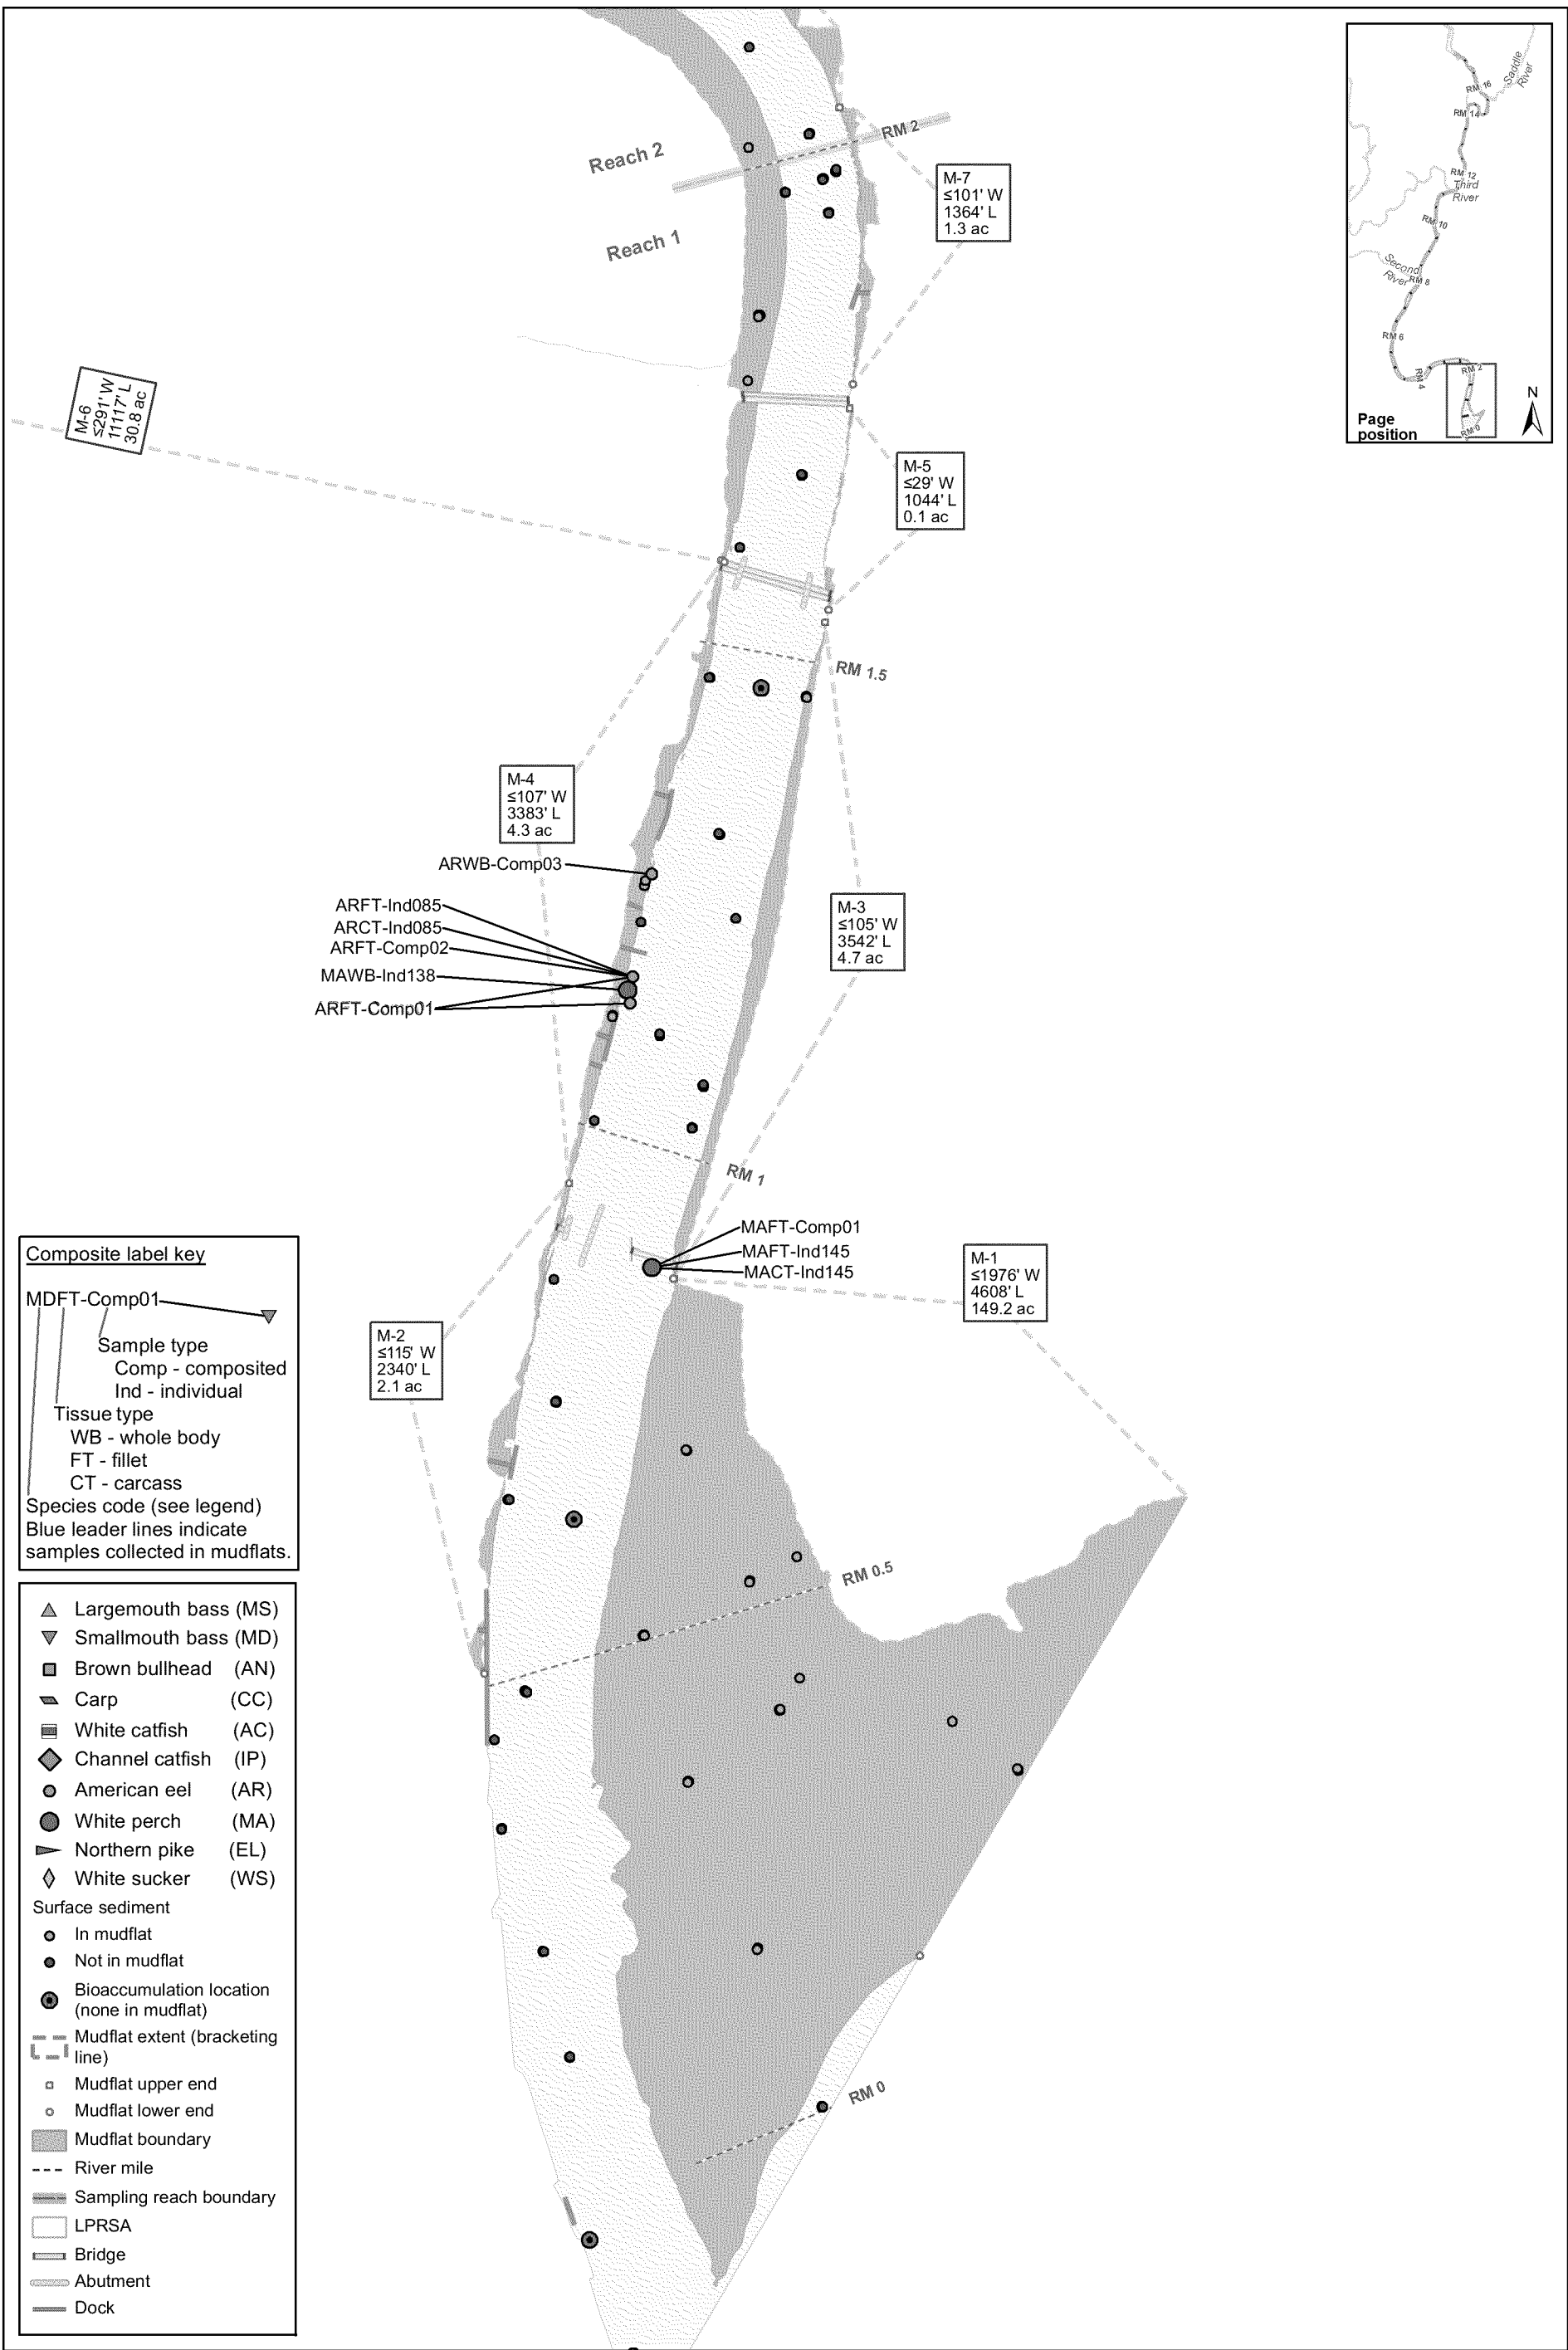 RM 2
Reach 2
Reach 1
M-7
≤101' W
1364' L
1.3 ac
Saddle
River
RM 16
RM 14
RM 12
Third
River
RM 10
Second
River
RM 8
RM 6
RM 4
RM 2
RM 0
Page
position
N
M-6
≤291' W
11117' L
30.8 ac
M-5
≤29' W
1044' L
0.1 ac
RM 1.5
M-4
≤107' W
3383' L
4.3 ac
ARWB-Comp03
ARFT-Ind085
ARCT-Ind085
ARFT-Comp02
MAWB-Ind138
ARFT-Comp01
M-3
≤105' W
3542' L
4.7 ac
RM 1
MAFT-Comp01
MAFT-Ind145
MACT-Ind145
M-1
≤1976' W
4608' L
149.2 ac
M-2
≤115' W
2340' L
2.1 ac
RM 0.5
RM 0
Composite label key
MDFT-Comp01
Sample type
Comp - composited
Ind - individual
Tissue type
WB - whole body
FT - fillet
CT - carcass
Species code (see legend)
Blue leader lines indicate
samples collected in mudflats.
Largemouth bass (MS)
Smallmouth bass (MD)
Brown bullhead (AN)
Carp (CC)
White catfish (AC)
Channel catfish (IP)
American eel (AR)
White perch (MA)
Northern pike (EL)
White sucker (WS)
Surface sediment
In mudflat
Not in mudflat
Bioaccumulation location
(none in mudflat)
Mudflat extent (bracketing
line)
Mudflat upper end
Mudflat lower end
Mudflat boundary
River mile
Sampling reach boundary
LPRSA
Bridge
Abutment
Dock